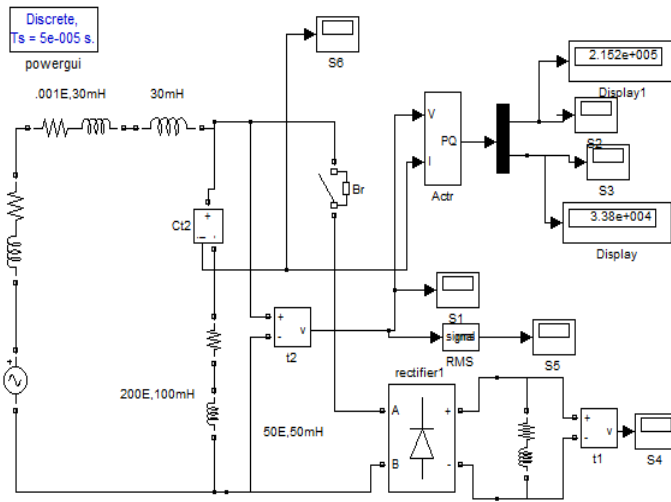 Discrete,
Ts = 5e-005 s.
powergui
S6
2.152e+005
Display1
.001E,30mH
30mH
V
PQ
I
Actr
S2
S3
3.38e+004
Display
Br
+
i
-
Ct2
+
-
v
t2
S1
signal rms
RMS
S5
200E,100mH
50E,50mH
rectifier1
A
+
B
-
+
-
v
t1
S4